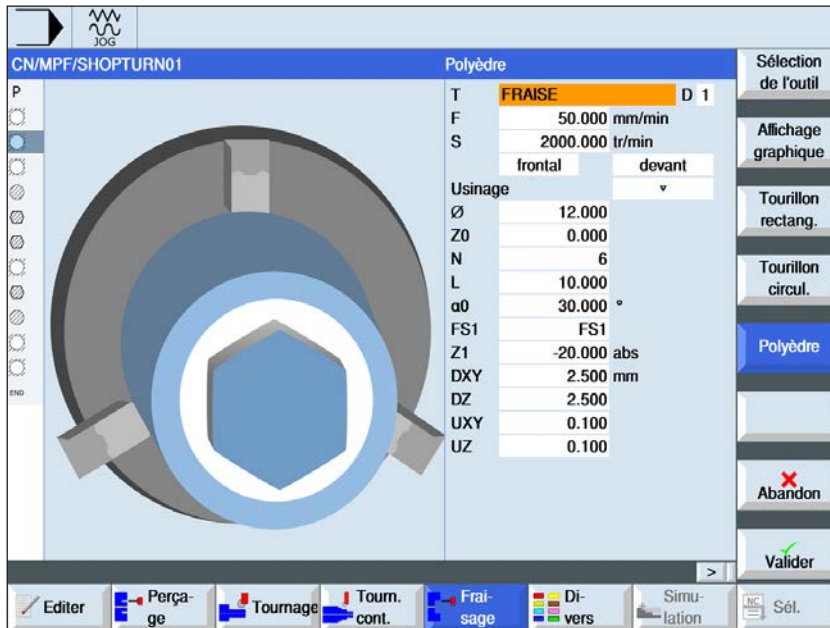 JOG
CN/MPF/SHOPTURN01
Polyèdre
P
END
T FRAISE D 1
F 50.000 mm/min
S 2000.000 tr/min
frontal devant
Usinage ▿
Ø 12.000
Z0 0.000
N 6
L 10.000
α0 30.000 °
FS1 FS1
Z1 -20.000 abs
DXY 2.500 mm
DZ 2.500
UXY 0.100
UZ 0.100
>
Sélection
de l'outil
Affichage
graphique
Tourillon
rectang.
Tourillon
circul.
Polyèdre
Abandon
Valider
Editer
Perça-
ge
Tournage
Tourn.
cont.
Frai-
sage
Di-
vers
Simu-
lation
NC
Sél.